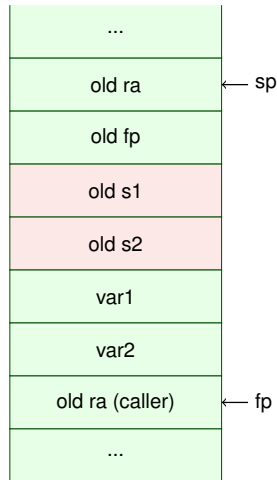 ...
old ra
sp
old fp
old s1
old s2
var1
var2
old ra (caller)
fp
...